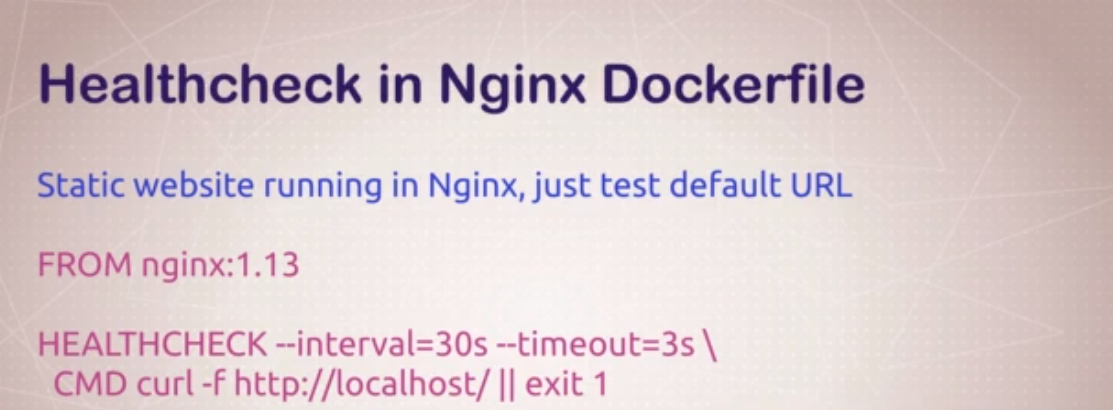 Healthcheck in Nginx Dockerfile
Static website running in Nginx, just test default URL
FROM nginx:1.13
HEALTHCHECK --interval=30s --timeout=3s \
CMD curl -f http://localhost/ || exit 1